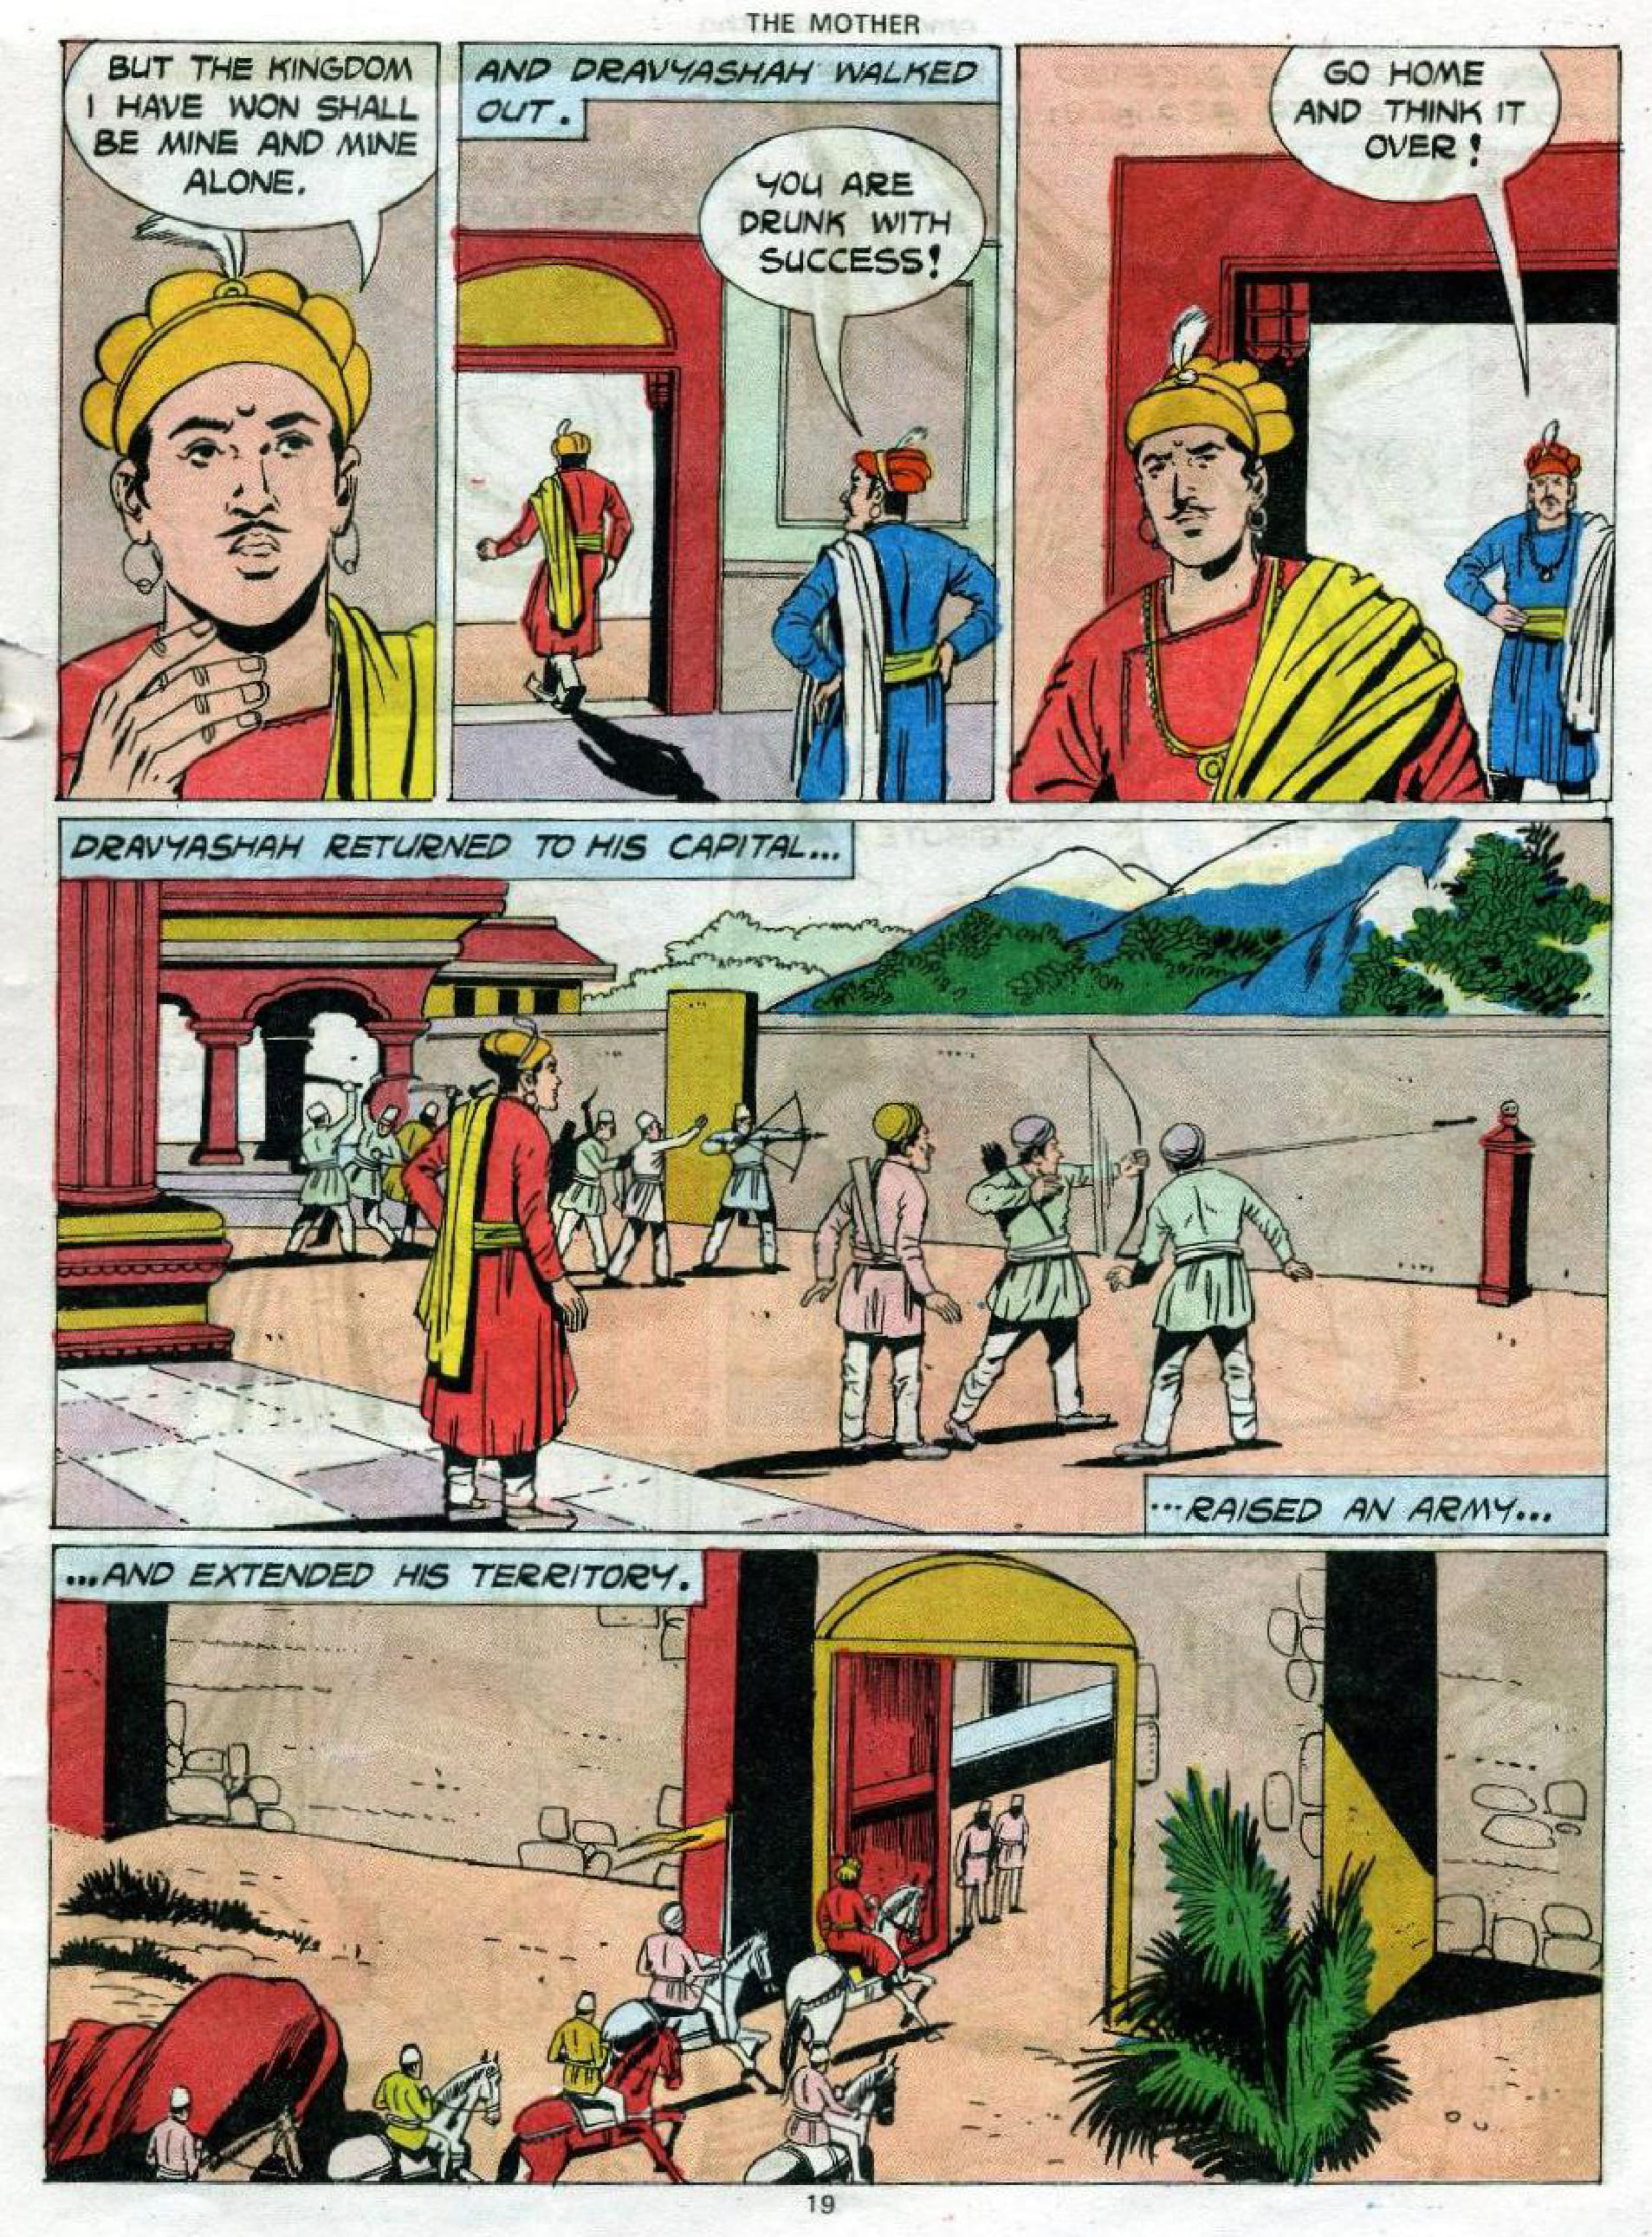 THE MOTHER
BUT THE KINGDOM
I HAVE WON SHALL
BE MINE AND MINE
ALONE.
AND DRAVYASHAH WALKED
OUT.
YOU ARE
DRUNK WITH
SUCCESS!
GO HOME
AND THINK IT
OVER!
DRAVYASHAH RETURNED TO HIS CAPITAL...
...RAISED AN ARMY...
...AND EXTENDED HIS TERRITORY.
19